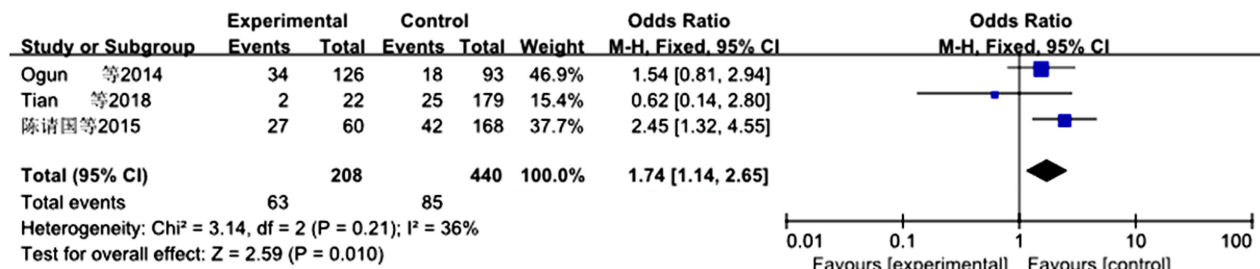 Experimental Control Odds Ratio Odds Ratio
Study or Subgroup Events Total Events Total Weight M-H, Fixed, 95% CI M-H, Fixed, 95% CI
Ogun 等2014 34 126 18 93 46.9% 1.54 [0.81, 2.94]
Tian 等2018 2 22 25 179 15.4% 0.62 [0.14, 2.80]
陈请国等2015 27 60 42 168 37.7% 2.45 [1.32, 4.55]
Total (95% CI) 208 440 100.0% 1.74 [1.14, 2.65]
Total events 63 85
Heterogeneity: Chi² = 3.14, df = 2 (P = 0.21); I² = 36%
Test for overall effect: Z = 2.59 (P = 0.010)
0.01 0.1 1 10 100
Favours [experimental] Favours [control]